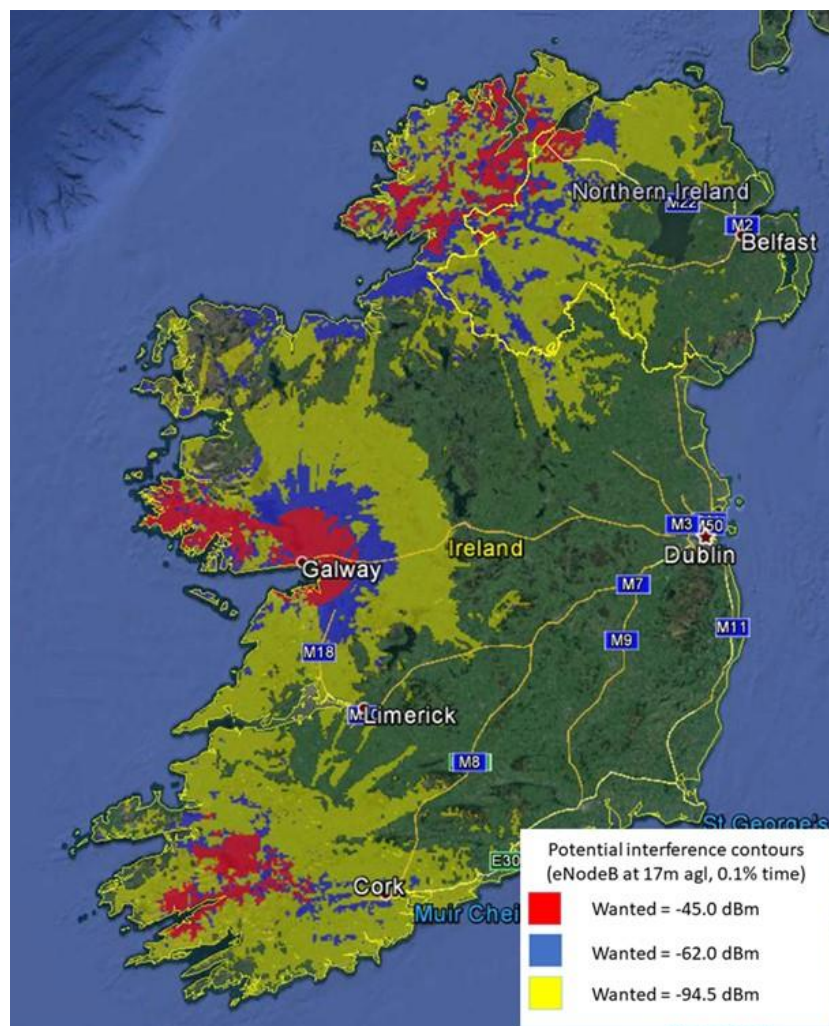 Northern Ireland
M22
M2
Belfast
M3
M50
Dublin
Ireland
Galway
M7
M9
M11
M18
Limerick
M8
St George's
E30
Cork
Muir Chei
Potential interference contours
(eNodeB at 17m agl, 0.1% time)
Wanted = -45.0 dBm
Wanted = -62.0 dBm
Wanted = -94.5 dBm